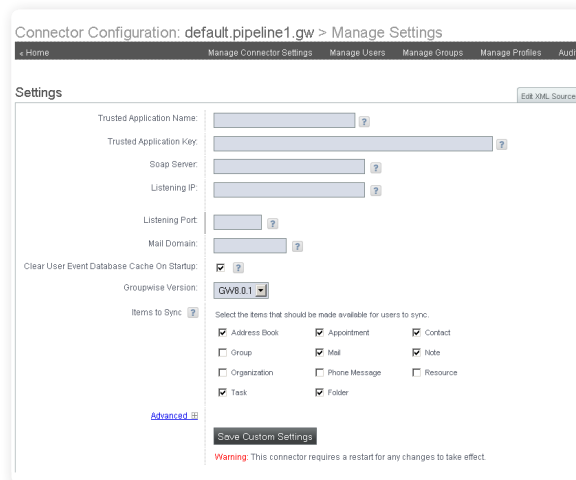 Connector Configuration: default.pipeline1.gw > Manage Settings
« Home Manage Connector Settings Manage Users Manage Groups Manage Profiles Audi
Settings
Edit XML Source
Trusted Application Name: ?
Trusted Application Key: ?
Soap Server: ?
Listening IP: ?
Listening Port: ?
Mail Domain: ?
Clear User Event Database Cache On Startup: ?
Groupwise Version: GW8.0.1
Items to Sync ? Select the items that should be made available for users to sync.
Address Book Appointment Contact
Group Mail Note
Organization Phone Message Resource
Task Folder
Advanced
Save Custom Settings
Warning: This connector requires a restart for any changes to take effect.